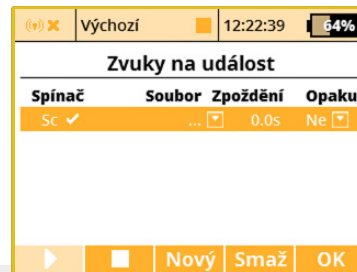 Výchozí 12:22:39 64%
Zvuky na událost
Spínač Soubor Zpoždění Opaku
Sc ... 0.0s Ne
Nový Smaž OK